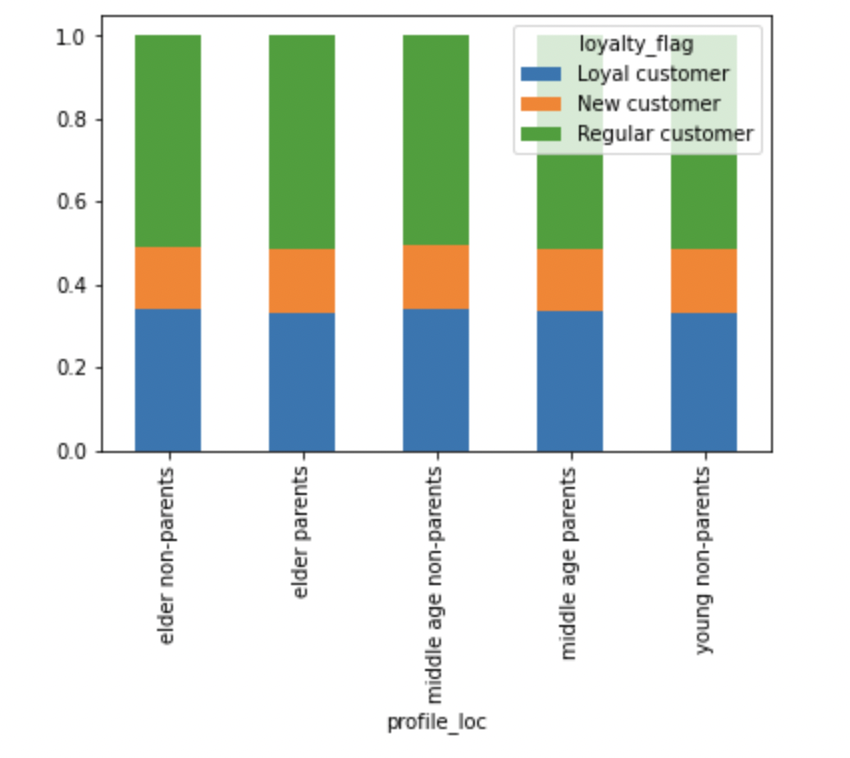 1.0
0.8
0.6
0.4
0.2
0.0
loyalty_flag
Loyal customer
New customer
Regular customer
elder non-parents
elder parents
middle age non-parents
middle age parents
young non-parents
profile_loc